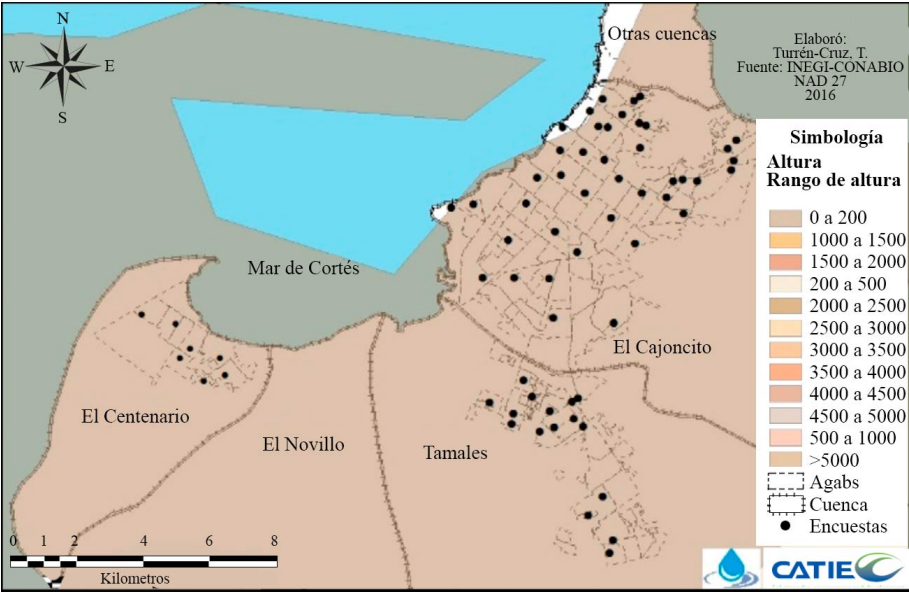 N
W E
S
Otras cuencas
Elaboró:
Turrén-Cruz, T.
Fuente: INEGI-CONABIO
NAD 27
2016
Mar de Cortés
El Cajoncito
El Centenario
El Novillo
Tamales
Simbología
Altura
Rango de altura
0 a 200
1000 a 1500
1500 a 2000
200 a 500
2000 a 2500
2500 a 3000
3000 a 3500
3500 a 4000
4000 a 4500
4500 a 5000
500 a 1000
>5000
Agabs
Cuenca
Encuestas
0 1 2 4 6 8
Kilometros
CATIE